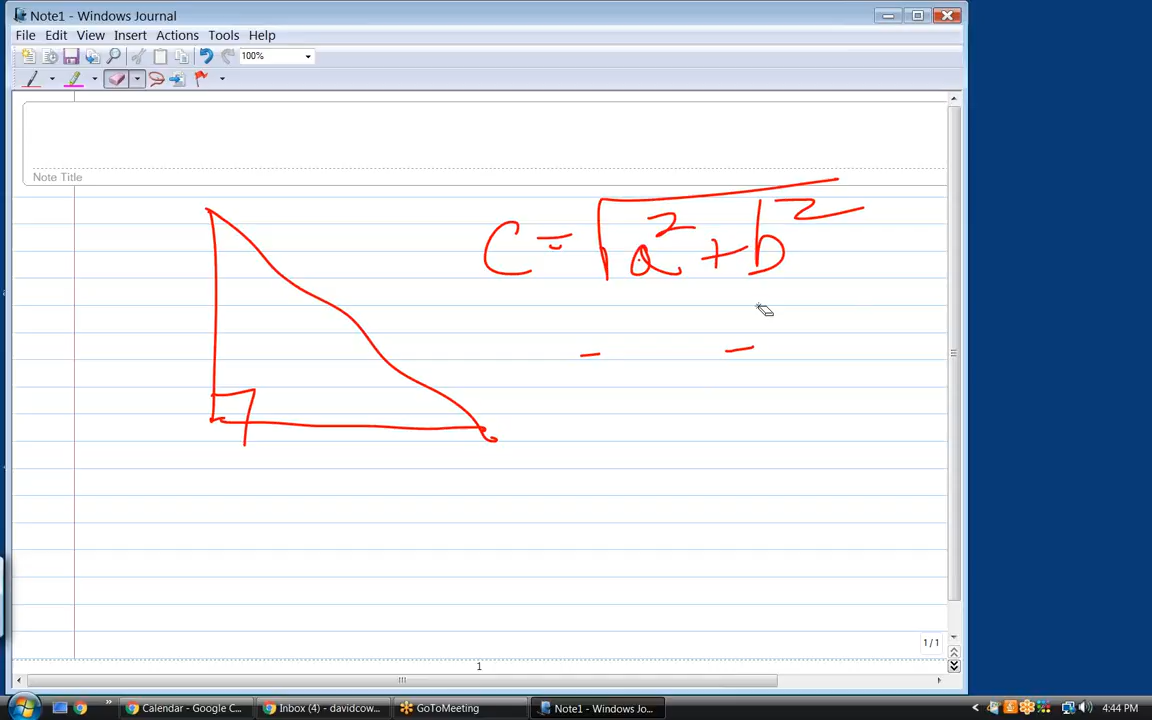 Note1 - Windows Journal
File Edit View Insert Actions Tools Help
100%
Note Title
C = √a² + b²
- -
1 / 1
1
Calendar - Google C...
Inbox (4) - davidcow...
GoToMeeting
Note1 - Windows Jo...
4:44 PM